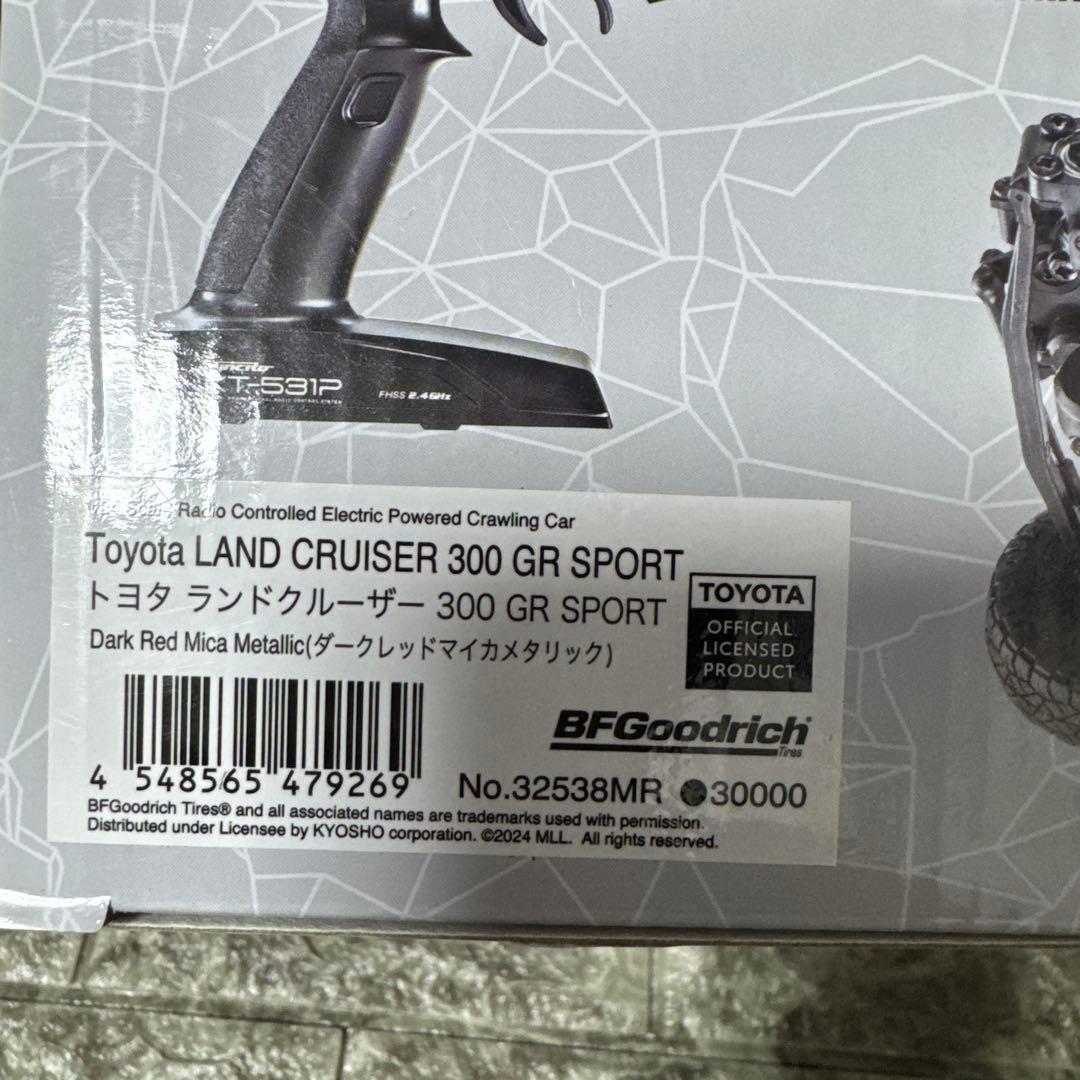 KT-531P
FHSS 2.4GHz
Radio Controlled Electric Powered Crawling Car
Toyota LAND CRUISER 300 GR SPORT
トヨタ ランドクルーザー 300 GR SPORT
Dark Red Mica Metallic(ダークレッドマイカメタリック)
TOYOTA
OFFICIAL
LICENSED
PRODUCT
BFGoodrich
Tires
4 548565 479269
No.32538MR ●30000
BFGoodrich Tires® and all associated names are trademarks used with permission.
Distributed under Licensee by KYOSHO corporation. ©2024 MLL. All rights reserved.